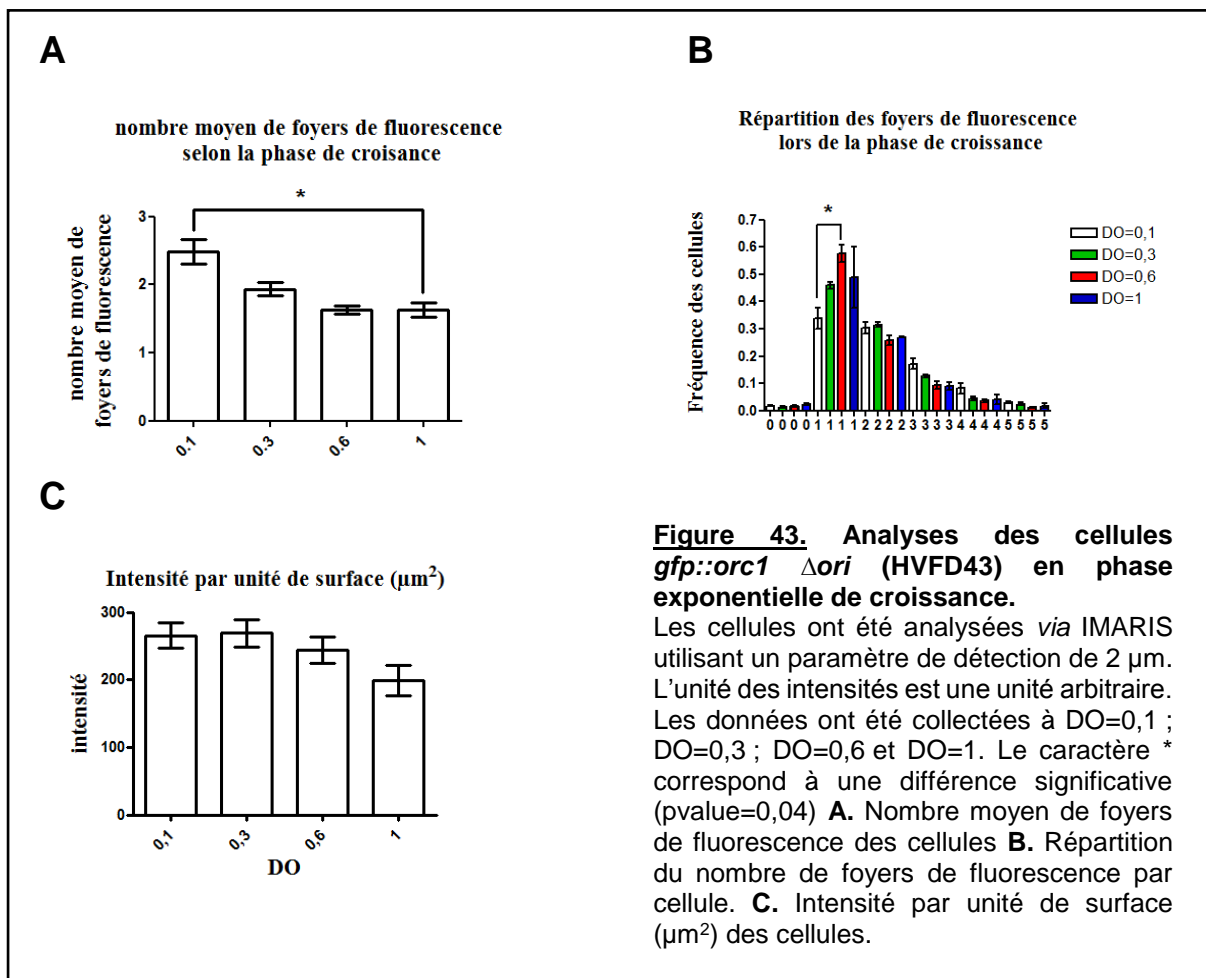 A
nombre moyen de foyers de fluorescence
selon la phase de croisance
*
nombre moyen de
foyers de fluorescence
3
2
1
0
0.1
0.3
0.6
1
B
Répartition des foyers de fluorescence
lors de la phase de croissance
*
Fréquence des cellules
0.7
0.6
0.5
0.4
0.3
0.2
0.1
0.0
0 0 0 0 1 1 1 1 2 2 2 2 3 3 3 3 4 4 4 4 5 5 5 5
DO=0,1
DO=0,3
DO=0,6
DO=1
C
Intensité par unité de surface (µm²)
intensité
300
200
100
0
0,1
0,3
0,6
1
DO
Figure 43. Analyses des cellules
gfp::orc1 Δori (HVFD43) en phase
exponentielle de croissance.
Les cellules ont été analysées via IMARIS
utilisant un paramètre de détection de 2 µm.
L'unité des intensités est une unité arbitraire.
Les données ont été collectées à DO=0,1 ;
DO=0,3 ; DO=0,6 et DO=1. Le caractère *
correspond à une différence significative
(pvalue=0,04) A. Nombre moyen de foyers
de fluorescence des cellules B. Répartition
du nombre de foyers de fluorescence par
cellule. C. Intensité par unité de surface
(µm²) des cellules.